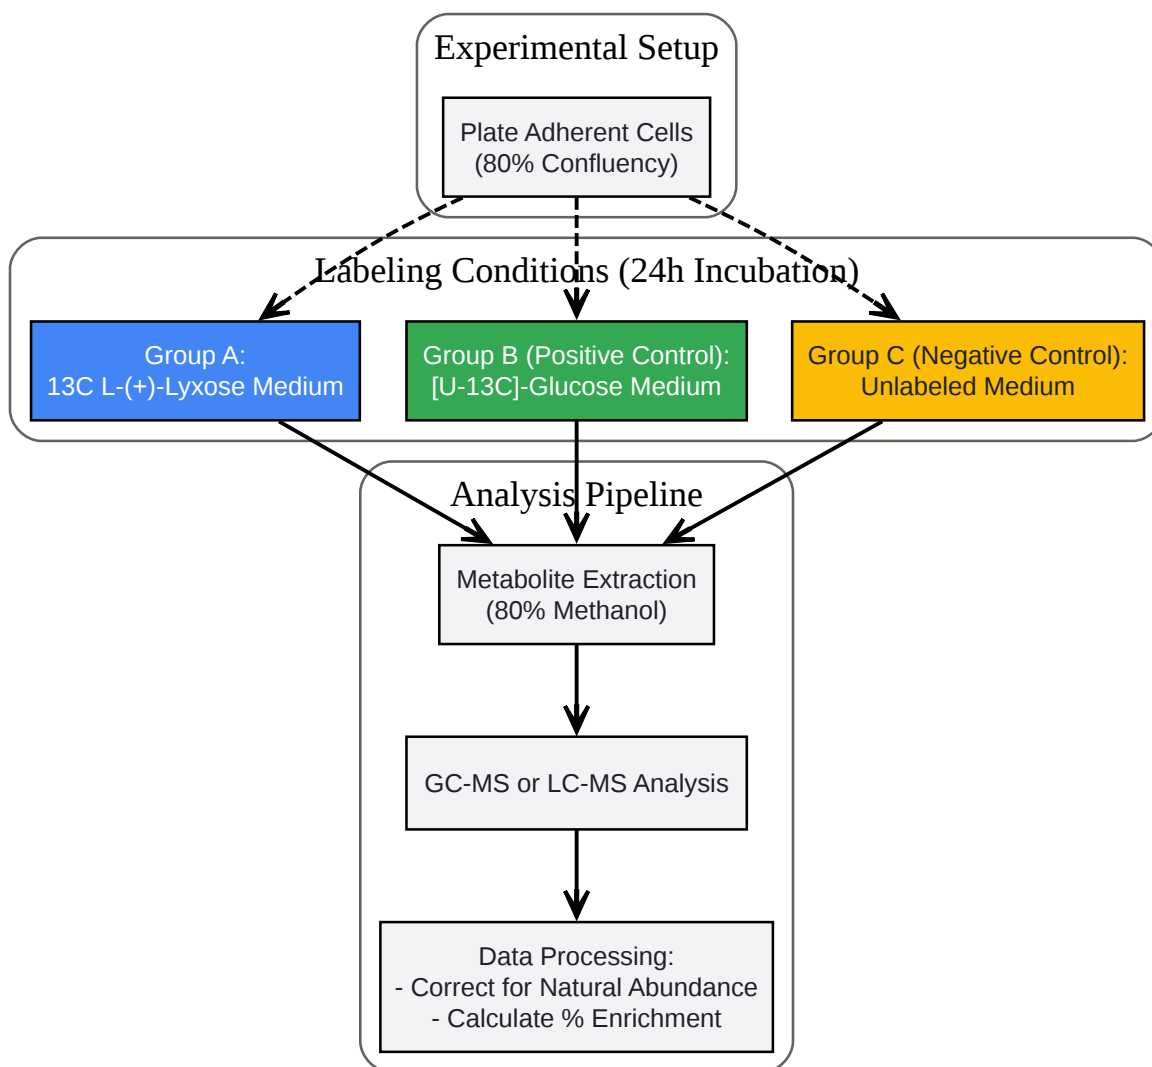 Experimental Setup
Plate Adherent Cells
(80% Confluency)
Labeling Conditions (24h Incubation)
Group A:
13C L-(+)-Lyxose Medium
Group B (Positive Control):
[U-13C]-Glucose Medium
Group C (Negative Control):
Unlabeled Medium
Analysis Pipeline
Metabolite Extraction
(80% Methanol)
GC-MS or LC-MS Analysis
Data Processing:
- Correct for Natural Abundance
- Calculate % Enrichment